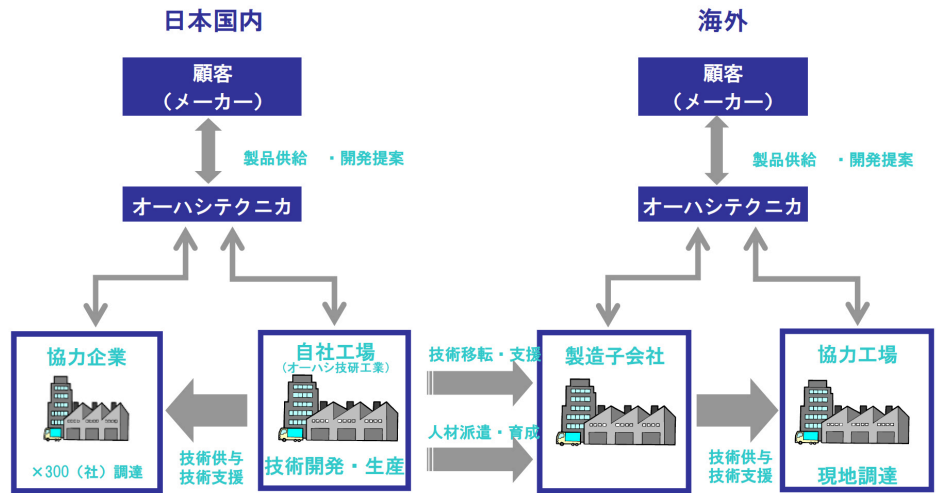 日本国内
海外
顧客
（メーカー）
顧客
（メーカー）
製品供給　・開発提案
製品供給　・開発提案
オーハシテクニカ
オーハシテクニカ
協力企業
×300（社）調達
技術供与
技術支援
自社工場
（オーハシ技研工業）
技術開発・生産
技術移転・支援
人材派遣・育成
製造子会社
技術供与
技術支援
協力工場
現地調達